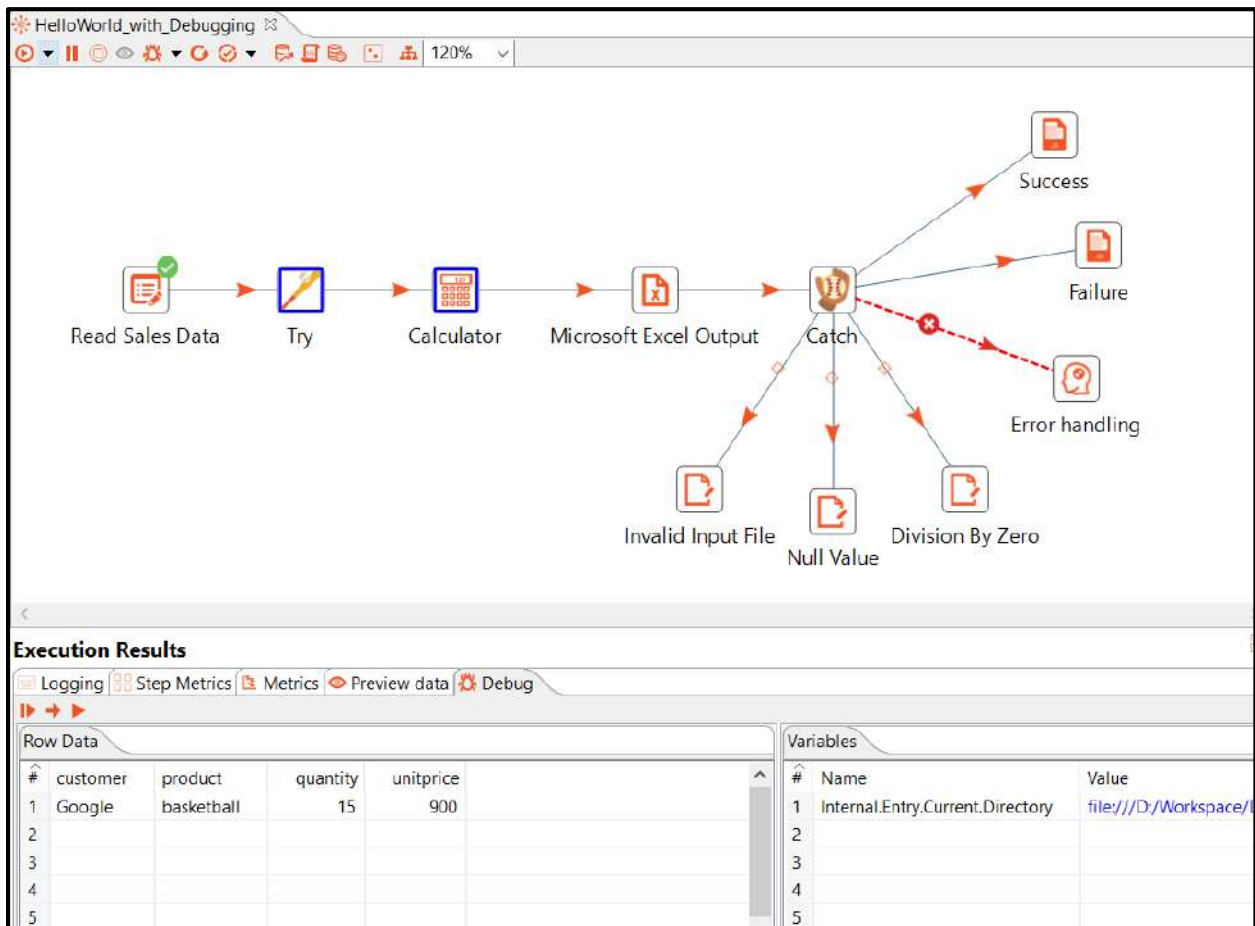 HelloWorld_with_Debugging
120%
Success
Failure
Read Sales Data
Try
Calculator
Microsoft Excel Output
Catch
Error handling
Invalid Input File
Null Value
Division By Zero
Execution Results
Logging Step Metrics Metrics Preview data Debug
Row Data
# customer product quantity unitprice
1 Google basketball 15 900
2
3
4
5
Variables
# Name Value
1 Internal.Entry.Current.Directory file:///D:/Workspace/
2
3
4
5